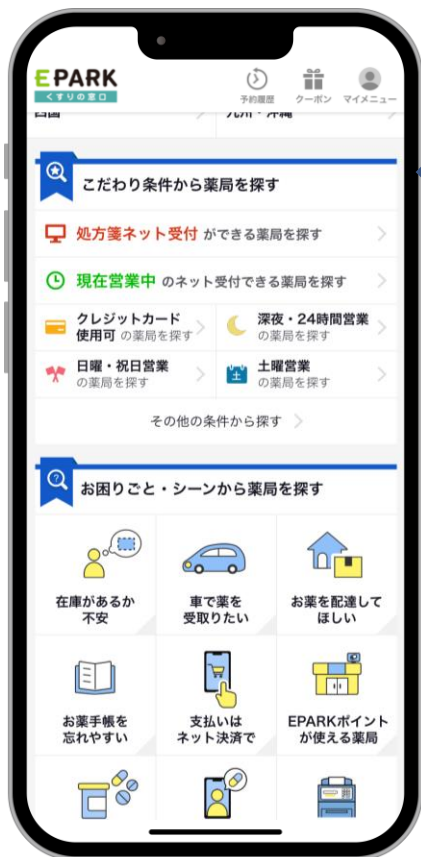 EPARK
くすりの窓口
予約履歴
クーポン
マイメニュー
四国
九州・沖縄
こだわり条件から薬局を探す
処方箋ネット受付 ができる薬局を探す
現在営業中 のネット受付できる薬局を探す
クレジットカード
使用可 の薬局を探す
深夜・24時間営業
の薬局を探す
日曜・祝日営業
の薬局を探す
土
土曜営業
の薬局を探す
その他の条件から探す
お困りごと・シーンから薬局を探す
在庫があるか
不安
車で薬を
受取りたい
お薬を配達して
ほしい
お薬手帳を
忘れやすい
支払いは
ネット決済で
EPARKポイント
が使える薬局